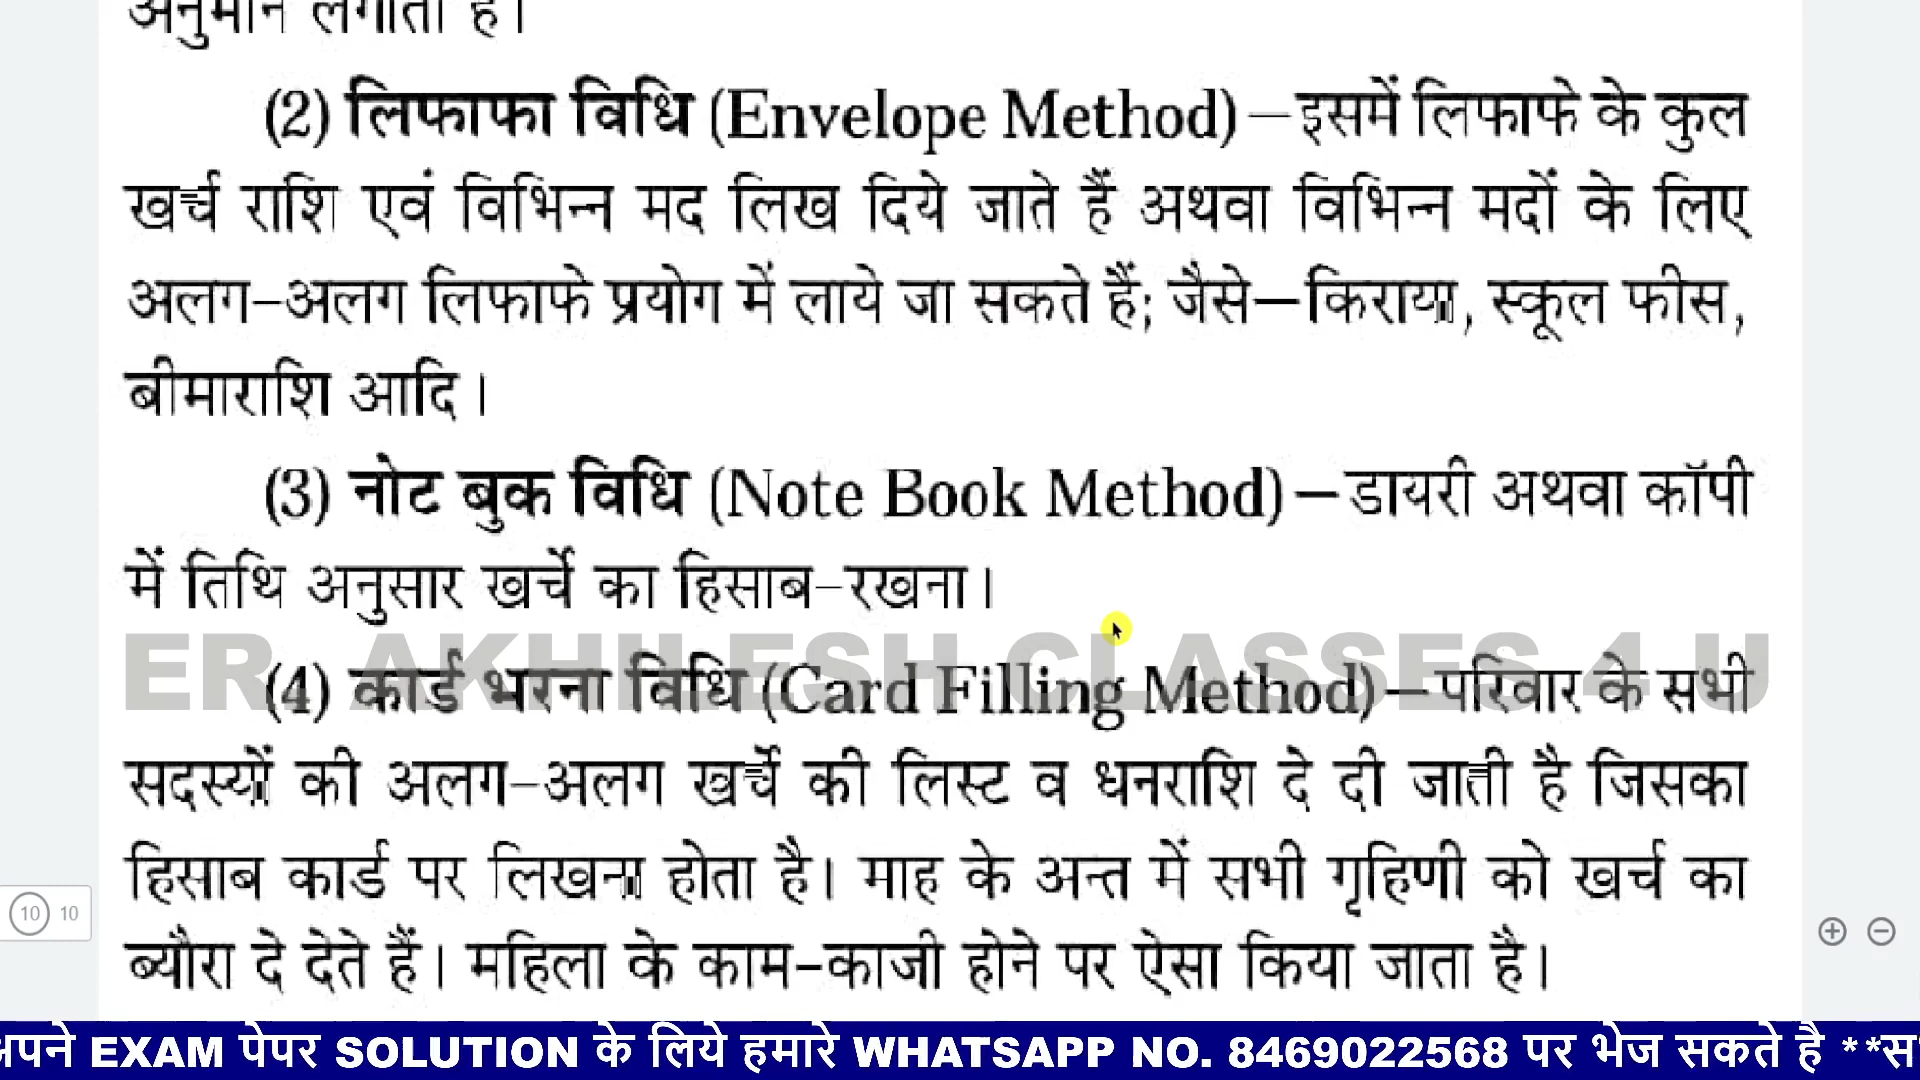 अनुमान लगाता है।
(2) लिफाफा विधि (Envelope Method)—इसमें लिफाफे के कुल
खर्च राशि एवं विभिन्न मद लिख दिये जाते हैं अथवा विभिन्न मदों के लिए
अलग-अलग लिफाफे प्रयोग में लाये जा सकते हैं; जैसे—किराया, स्कूल फीस,
बीमाराशि आदि।
(3) नोट बुक विधि (Note Book Method)—डायरी अथवा कॉपी
में तिथि अनुसार खर्चे का हिसाब-रखना।
ER. AKHILESH CLASSES 4 U
(4) कार्ड भरना विधि (Card Filling Method)—परिवार के सभी
सदस्यों की अलग-अलग खर्चे की लिस्ट व धनराशि दे दी जाती है जिसका
हिसाब कार्ड पर लिखना होता है। माह के अन्त में सभी गृहिणी को खर्च का
ब्यौरा दे देते हैं। महिला के काम-काजी होने पर ऐसा किया जाता है।
10 10
अपने EXAM पेपर SOLUTION के लिये हमारे WHATSAPP NO. 8469022568 पर भेज सकते है **स